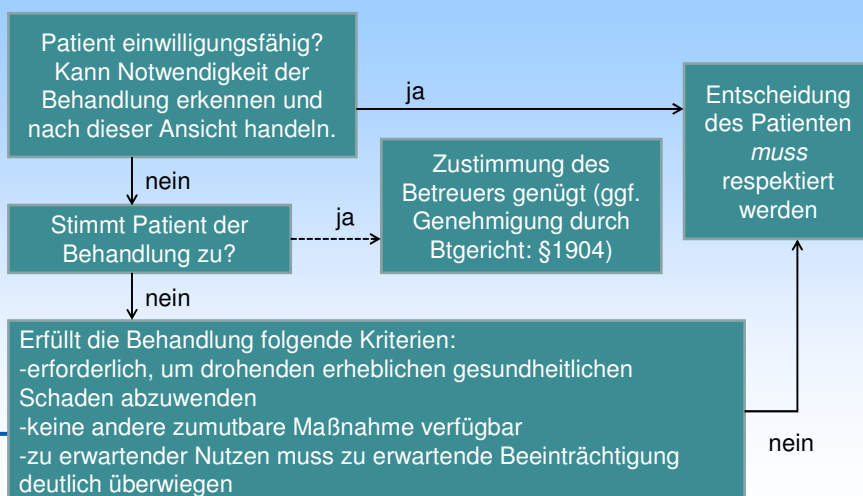 Patient einwilligungsfähig?
Kann Notwendigkeit der
Behandlung erkennen und
nach dieser Ansicht handeln.
ja
Entscheidung
des Patienten
muss
respektiert
werden
nein
Zustimmung des
Betreuers genügt (ggf.
Genehmigung durch
Btgericht: §1904)
Stimmt Patient der
Behandlung zu?
ja
nein
Erfüllt die Behandlung folgende Kriterien:
-erforderlich, um drohenden erheblichen gesundheitlichen
Schaden abzuwenden
-keine andere zumutbare Maßnahme verfügbar
-zu erwartender Nutzen muss zu erwartende Beeinträchtigung
deutlich überwiegen
nein